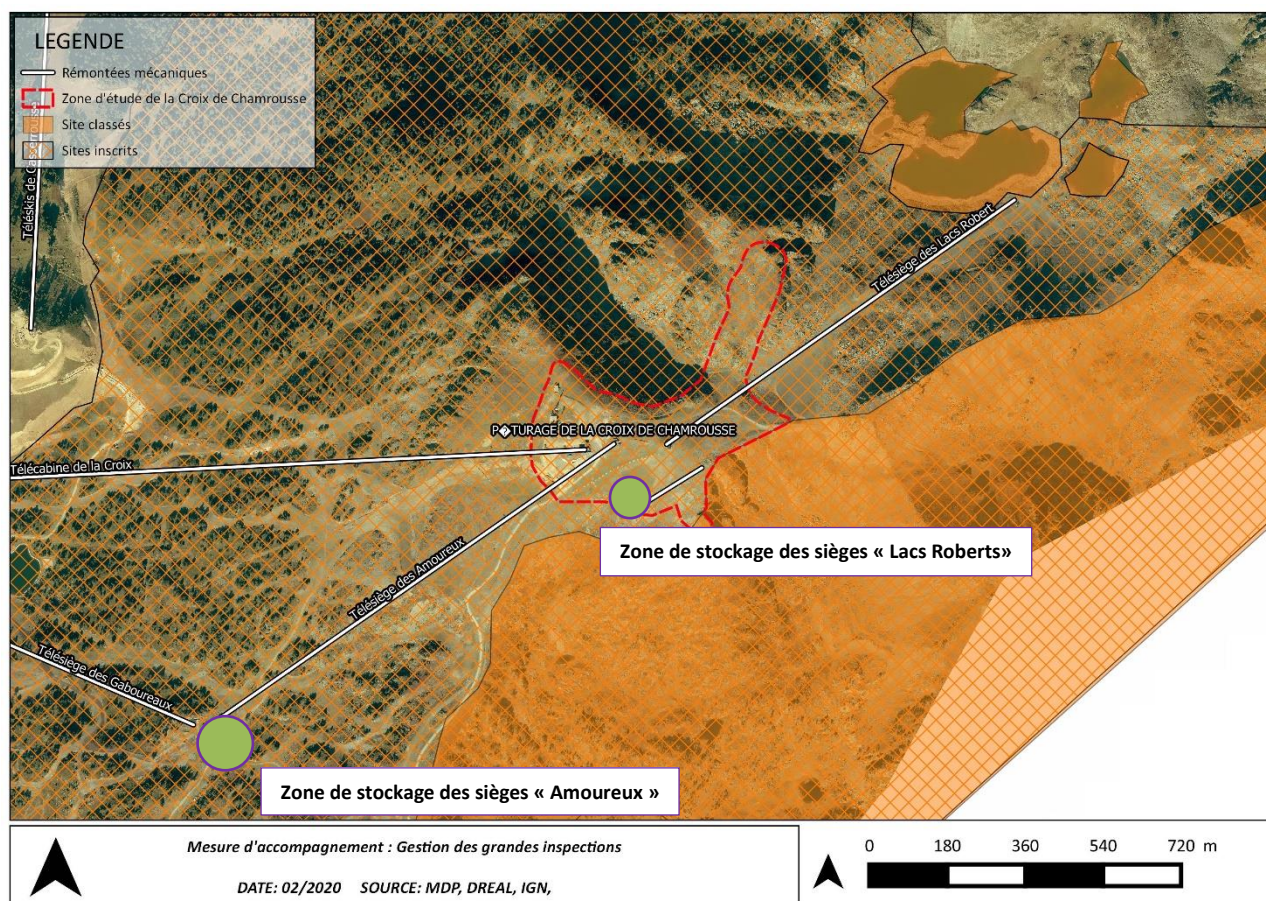 LEGENDE
Rémontées mécaniques
Zone d'étude de la Croix de Chamrousse
Site classés
Sites inscrits
Téléskis de Casserousse
Télésiège des Lacs Robert
P�TURAGE DE LA CROIX DE CHAMROUSSE
Télécabine de la Croix
Zone de stockage des sièges « Lacs Roberts»
Télésiège des Amoureux
Télésiège des Gaboureaux
Zone de stockage des sièges « Amoureux »
Mesure d'accompagnement : Gestion des grandes inspections
DATE: 02/2020 SOURCE: MDP, DREAL, IGN,
0 180 360 540 720 m